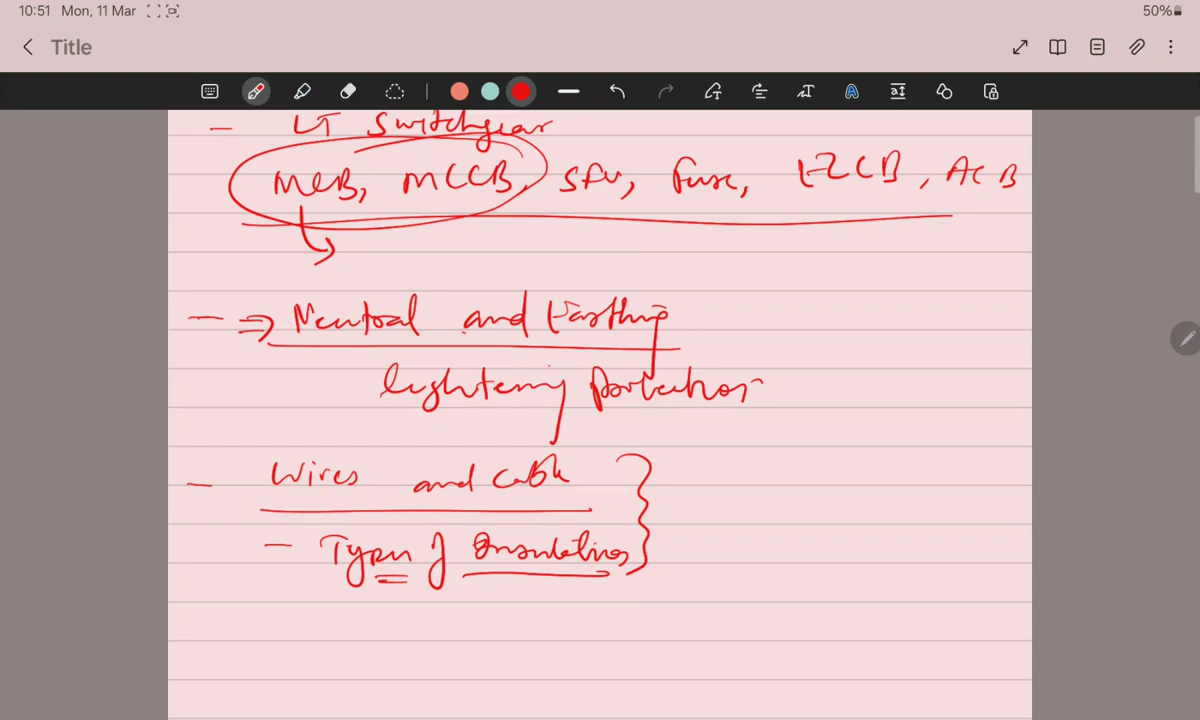 10:51 Mon, 11 Mar 50%
Title
- LT Switchgear
MCB, MCCB, SFU, Fuse, ELCB, ACB
- ⇒ Neutral and Earthing
lightening protection
- Wires and Cable
- Types of Insulating